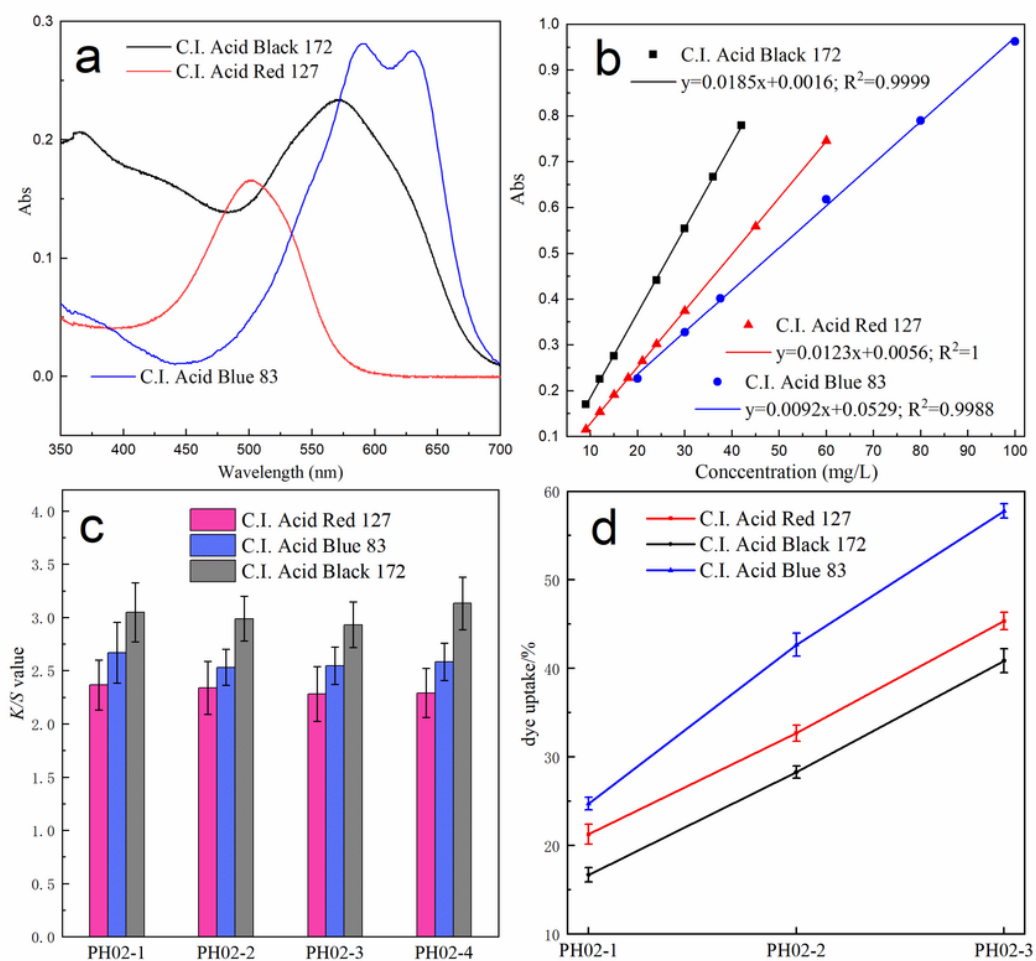 a
C.I. Acid Black 172
C.I. Acid Red 127
C.I. Acid Blue 83
0.3
0.2
0.1
0.0
Abs
350 400 450 500 550 600 650 700
Wavelength (nm)
b
C.I. Acid Black 172
y=0.0185x+0.0016; R²=0.9999
C.I. Acid Red 127
y=0.0123x+0.0056; R²=1
C.I. Acid Blue 83
y=0.0092x+0.0529; R²=0.9988
1.0
0.9
0.8
0.7
0.6
0.5
0.4
0.3
0.2
0.1
Abs
10 20 30 40 50 60 70 80 90 100
Conccentration (mg/L)
c
C.I. Acid Red 127
C.I. Acid Blue 83
C.I. Acid Black 172
4.0
3.5
3.0
2.5
2.0
1.5
1.0
0.5
0.0
K/S value
PH02-1 PH02-2 PH02-3 PH02-4
d
C.I. Acid Red 127
C.I. Acid Black 172
C.I. Acid Blue 83
60
50
40
30
20
10
dye uptake/%
PH02-1 PH02-2 PH02-3